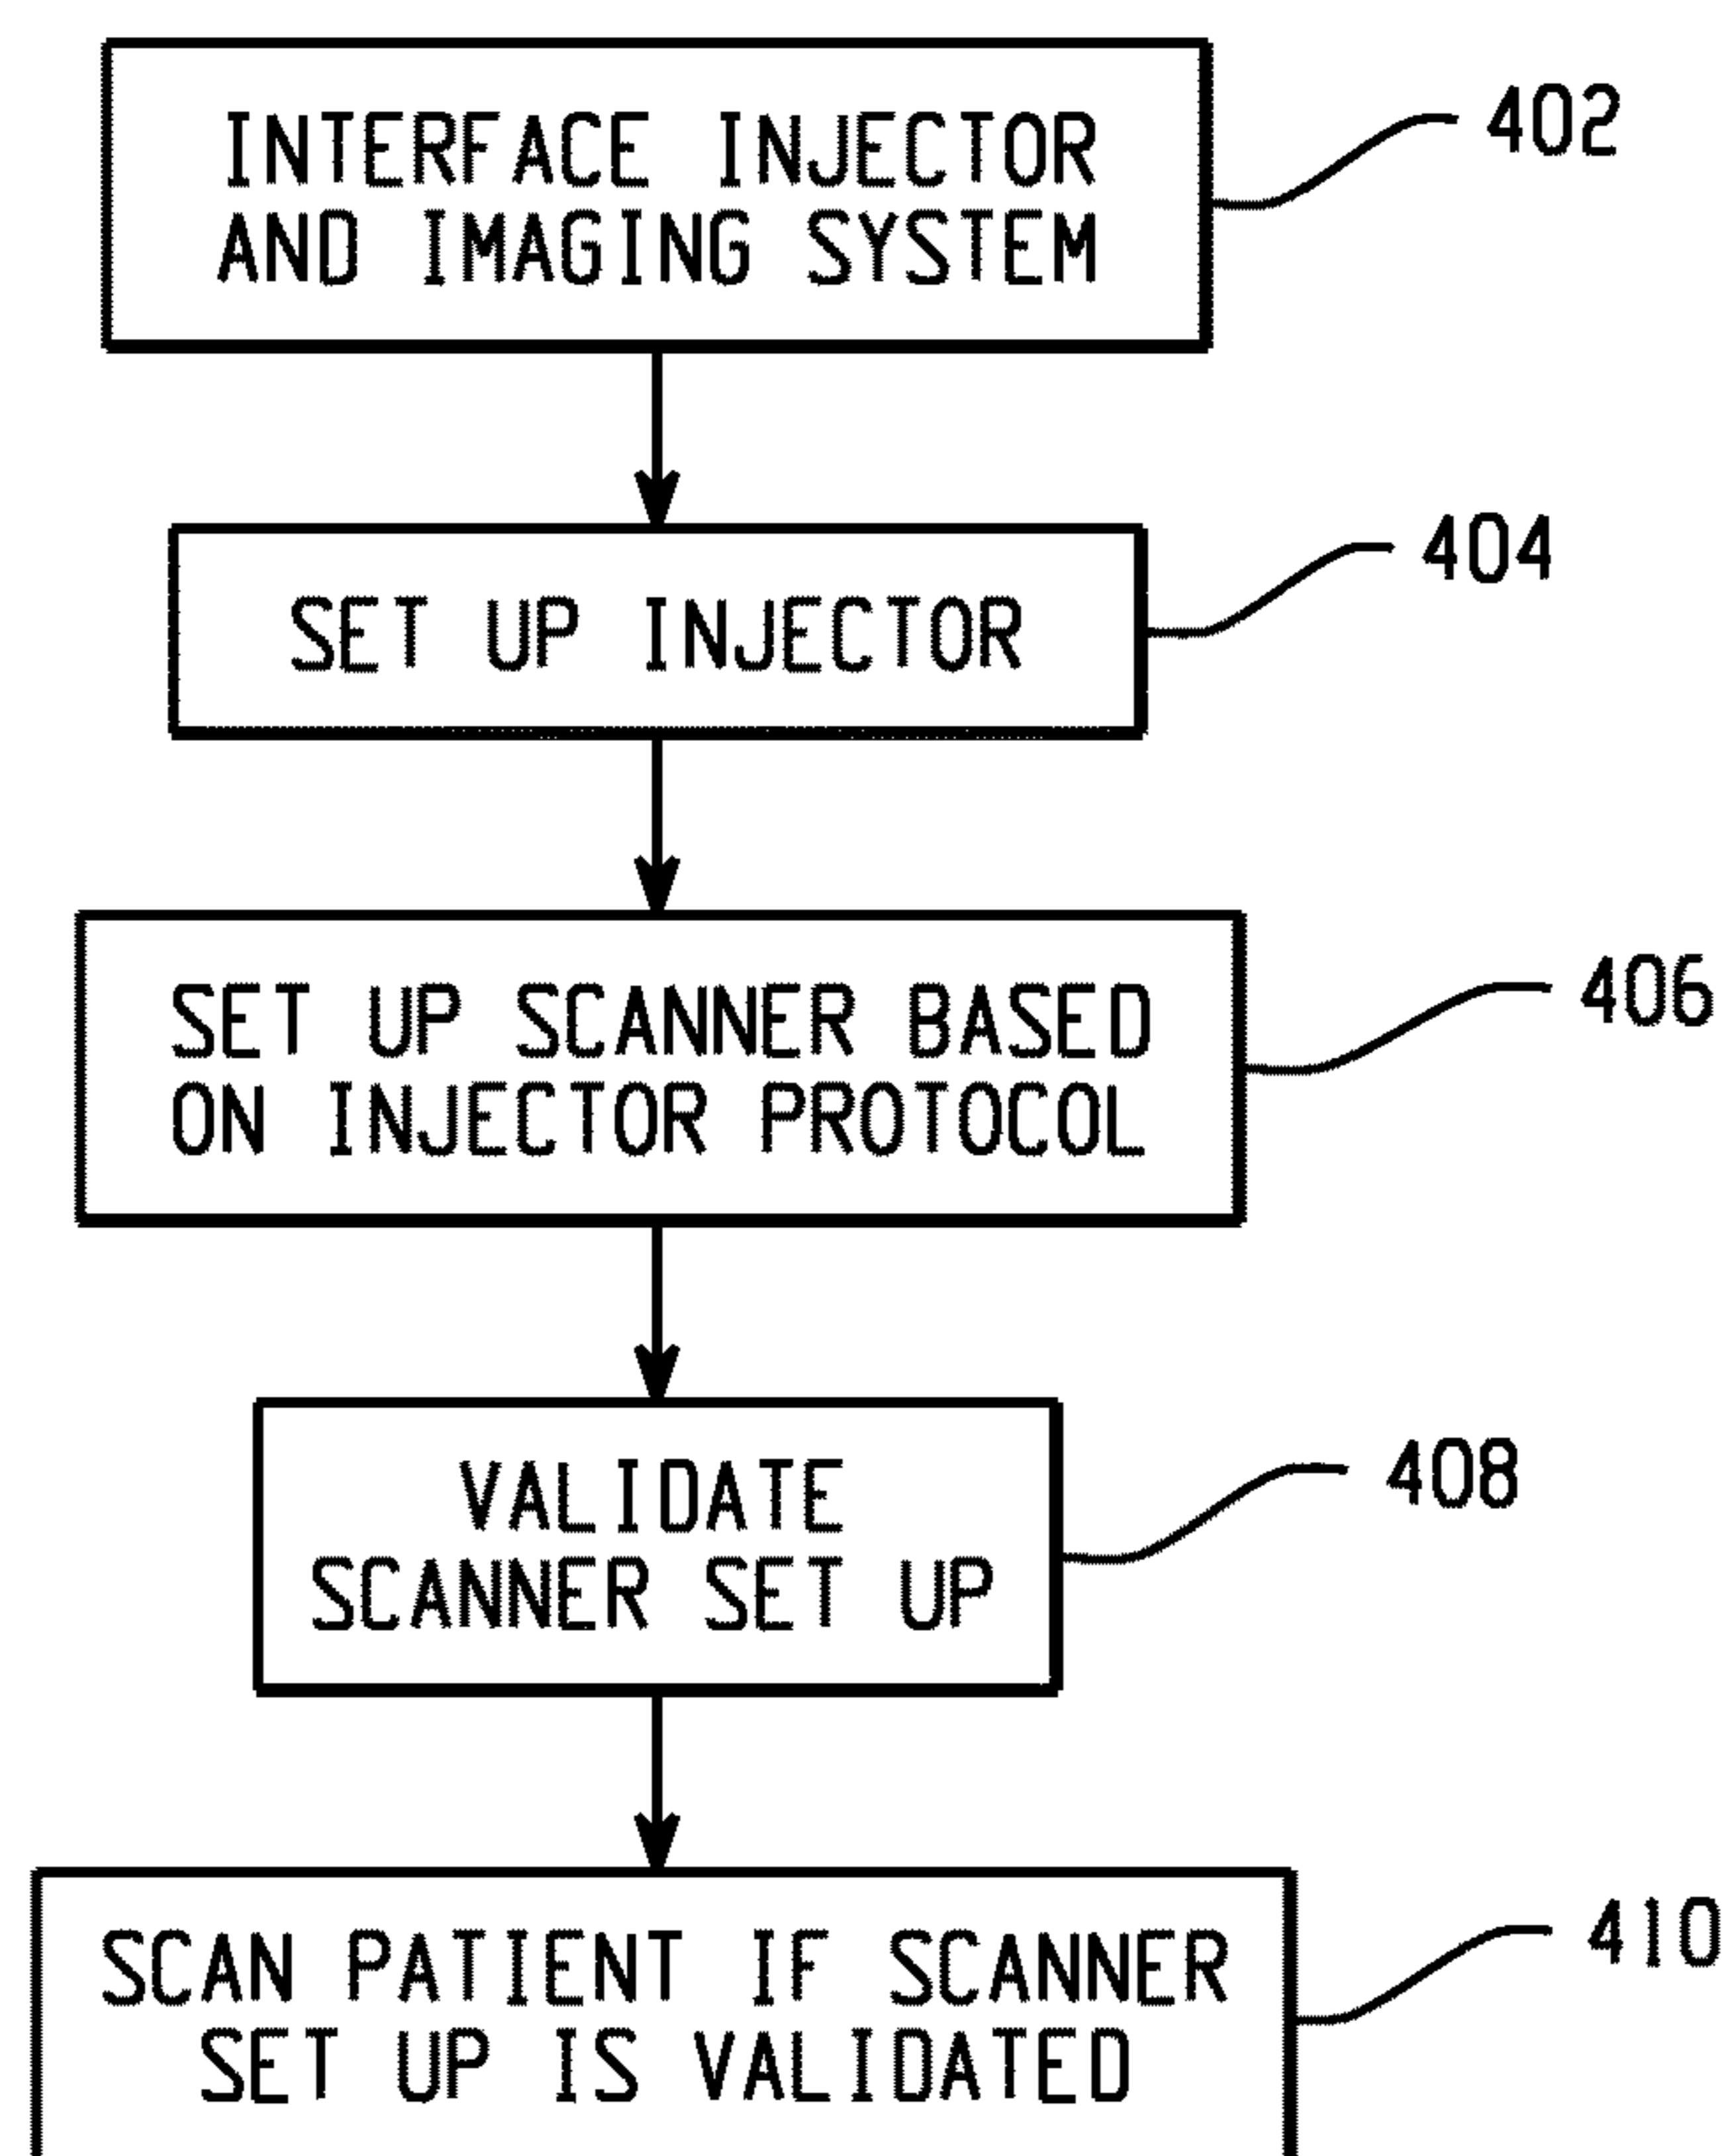 INTERFACE INJECTOR
AND IMAGING SYSTEM
402
SET UP INJECTOR
404
SET UP SCANNER BASED
ON INJECTOR PROTOCOL
406
VALIDATE
SCANNER SET UP
408
SCAN PATIENT IF SCANNER
SET UP IS VALIDATED
410